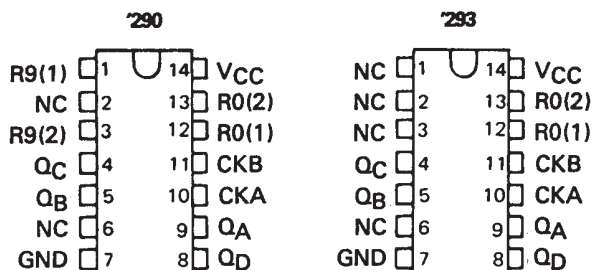 '290 '293
R9(1) 1 14 VCC NC 1 14 VCC
NC 2 13 R0(2) NC 2 13 R0(2)
R9(2) 3 12 R0(1) NC 3 12 R0(1)
QC 4 11 CKB QC 4 11 CKB
QB 5 10 CKA QB 5 10 CKA
NC 6 9 QA NC 6 9 QA
GND 7 8 QD GND 7 8 QD